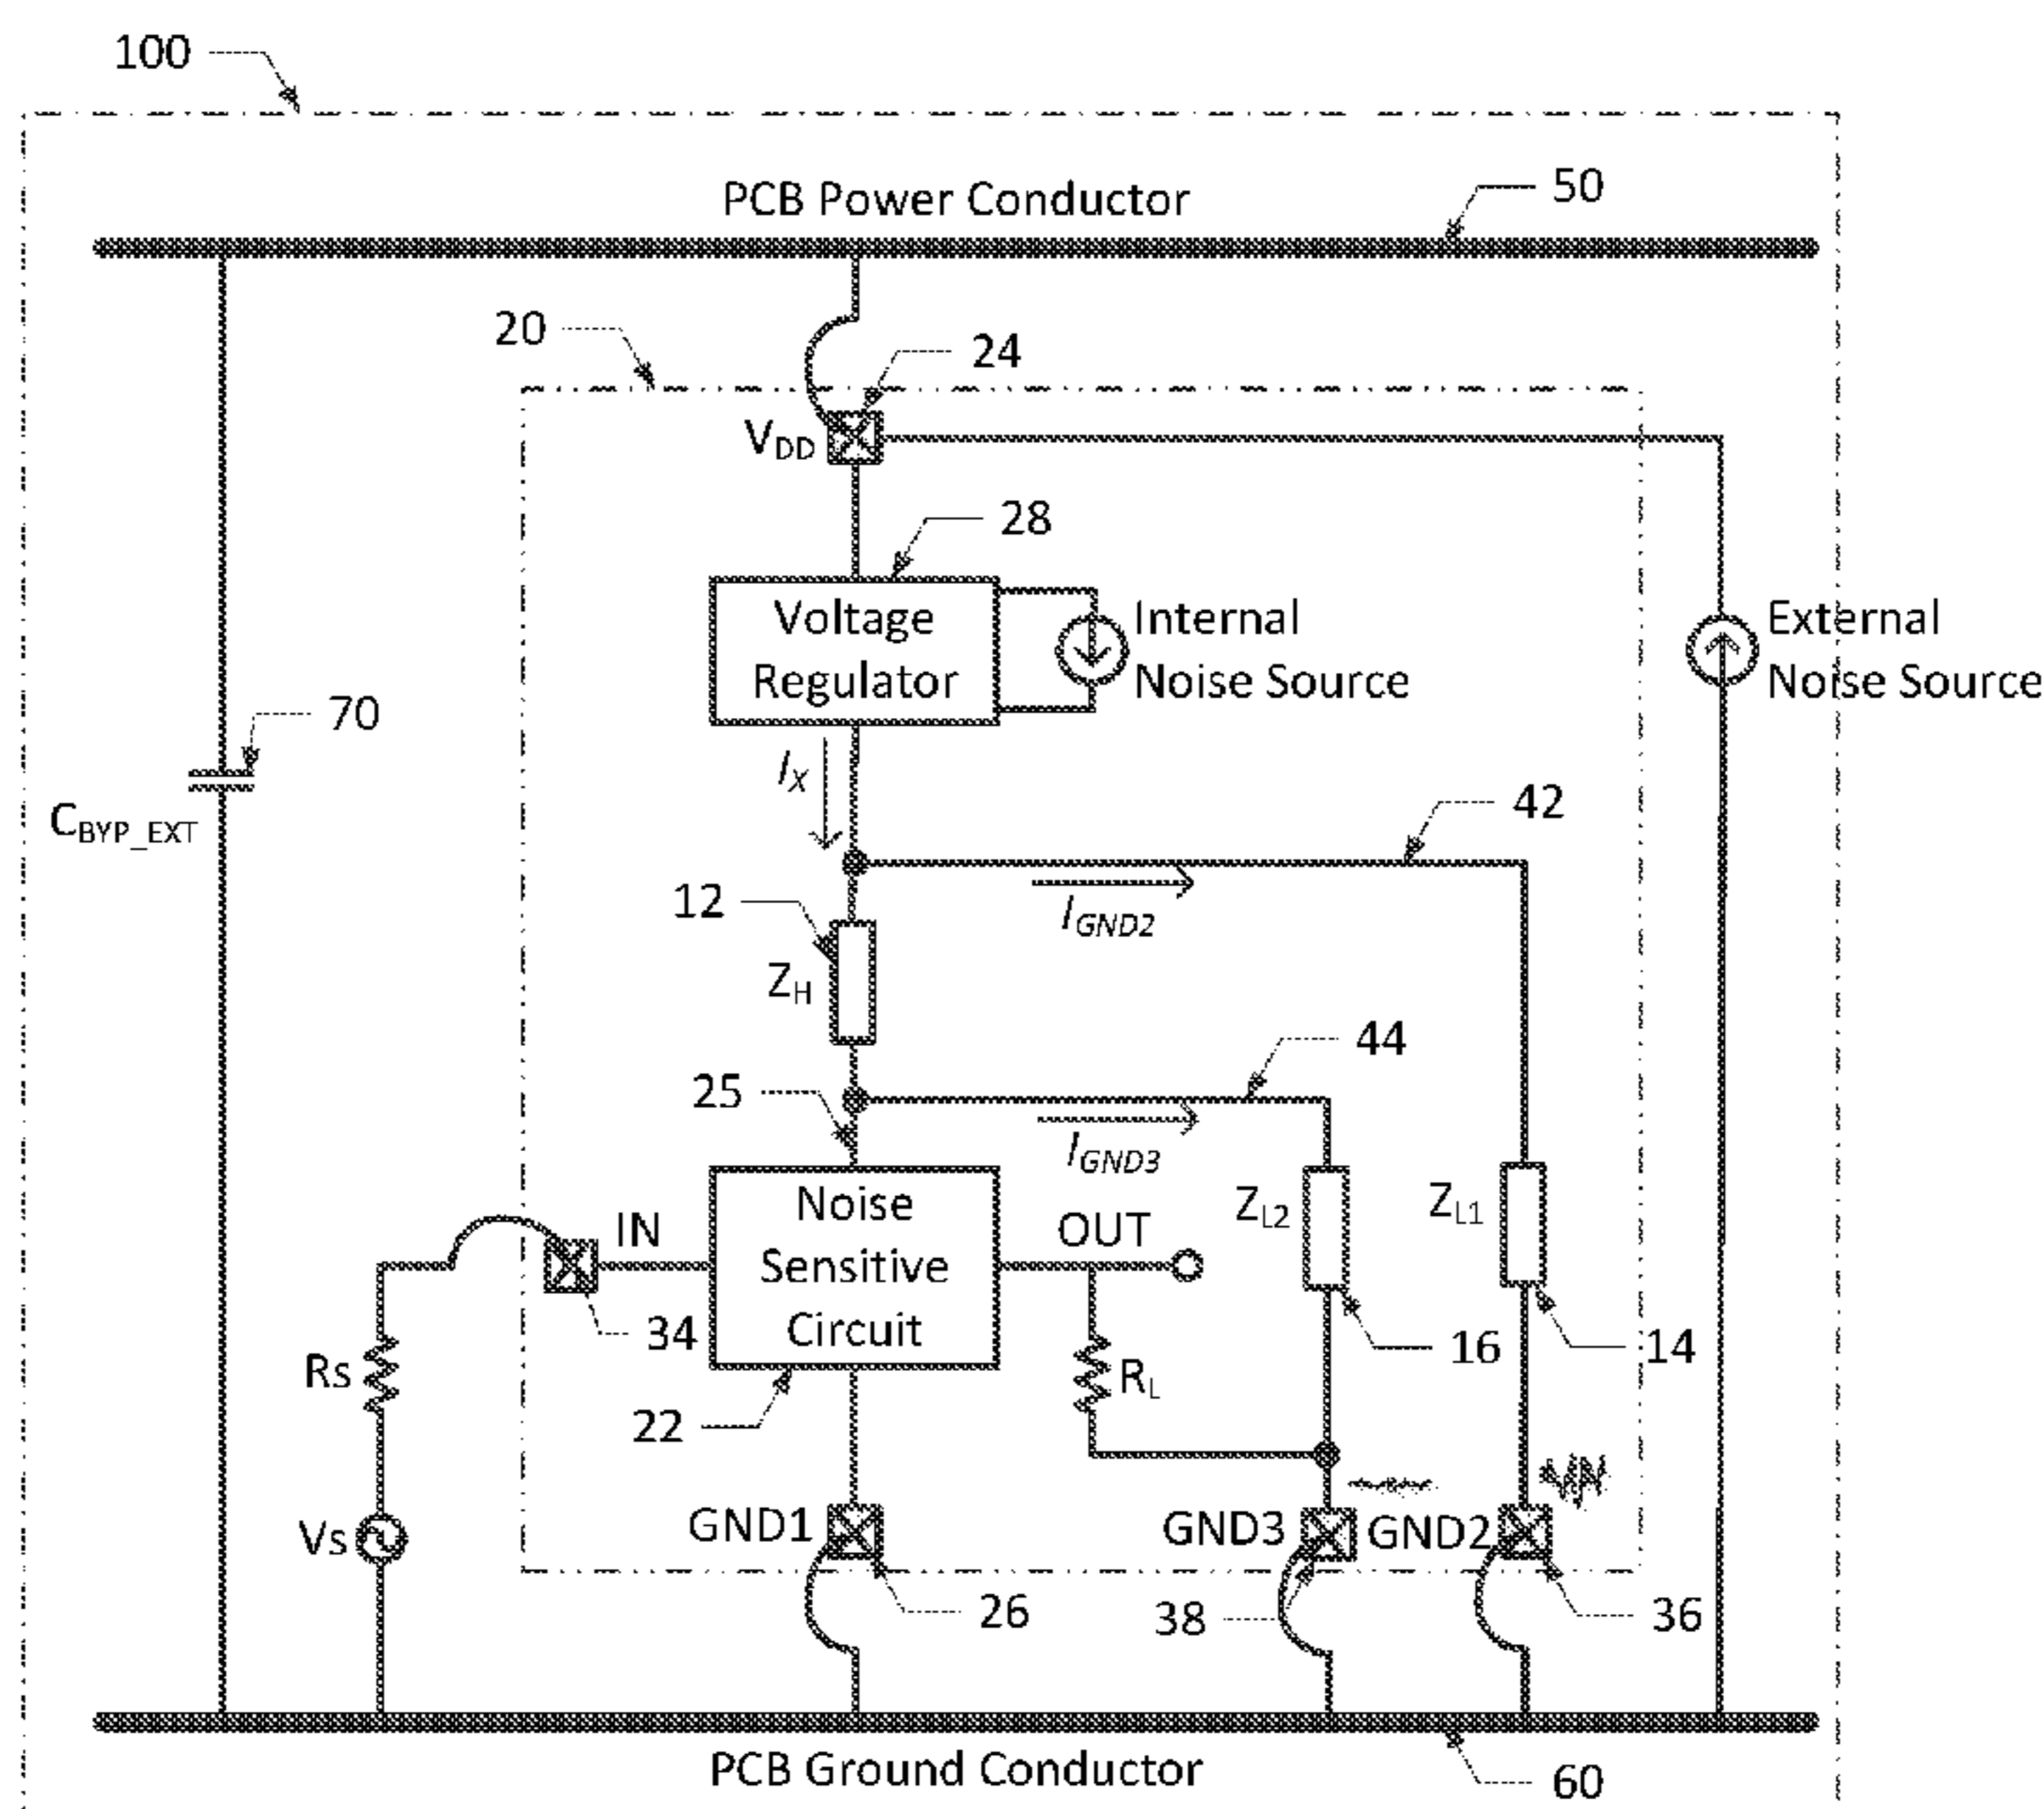 100
PCB Power Conductor
50
20
24
VDD
28
Voltage
Regulator
Internal
Noise Source
External
Noise Source
70
IX
CBYP_EXT
42
12
IGND2
ZH
44
25
IGND3
Noise
Sensitive
Circuit
IN
OUT
ZL2
ZL1
34
Rs
RL
16
14
22
Vs
GND1
GND3
GND2
26
38
36
PCB Ground Conductor
60